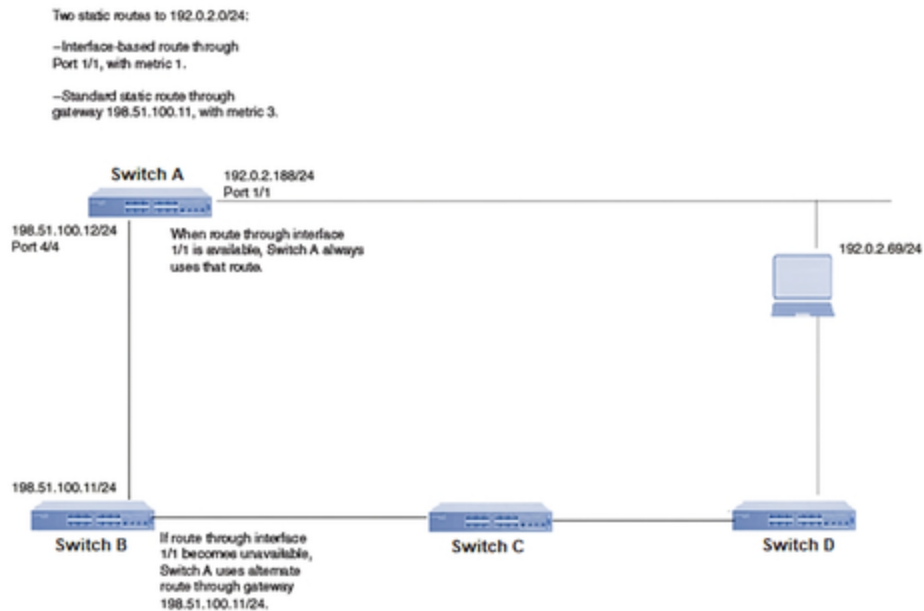 Two static routes to 192.0.2.0/24:
–Interface-based route through
Port 1/1, with metric 1.
–Standard static route through
gateway 198.51.100.11, with metric 3.
Switch A
192.0.2.188/24
Port 1/1
198.51.100.12/24
Port 4/4
When route through interface
1/1 is available, Switch A always
uses that route.
192.0.2.69/24
198.51.100.11/24
Switch B
If route through interface
1/1 becomes unavailable,
Switch A uses alternate
route through gateway
198.51.100.11/24.
Switch C
Switch D